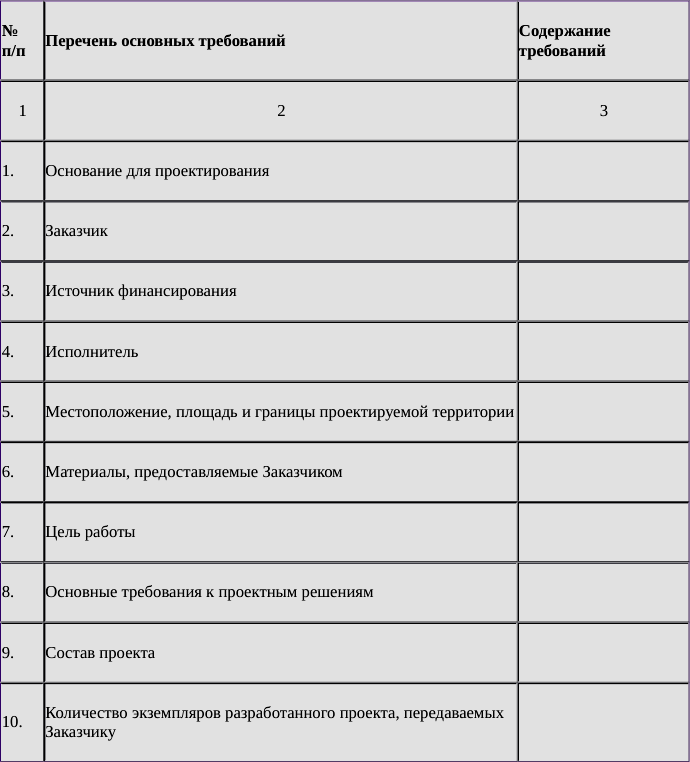 №
п/п
Перечень основных требований
Содержание
требований
1
2
3
1.
Основание для проектирования
2.
Заказчик
3.
Источник финансирования
4.
Исполнитель
5.
Местоположение, площадь и границы проектируемой территории
6.
Материалы, предоставляемые Заказчиком
7.
Цель работы
8.
Основные требования к проектным решениям
9.
Состав проекта
10.
Количество экземпляров разработанного проекта, передаваемых
Заказчику